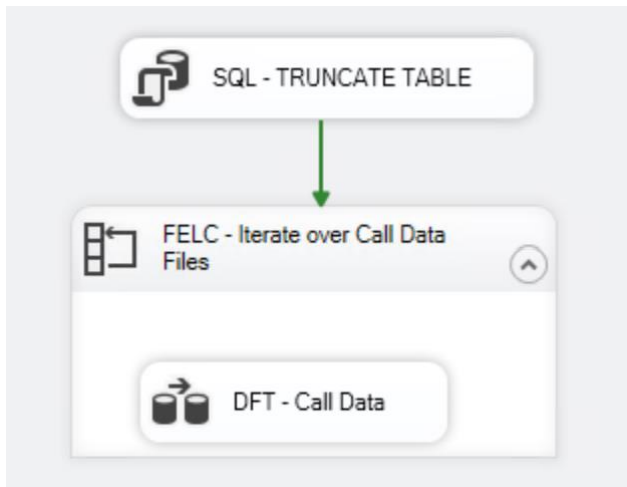 SQL - TRUNCATE TABLE
FELC - Iterate over Call Data
Files
DFT - Call Data